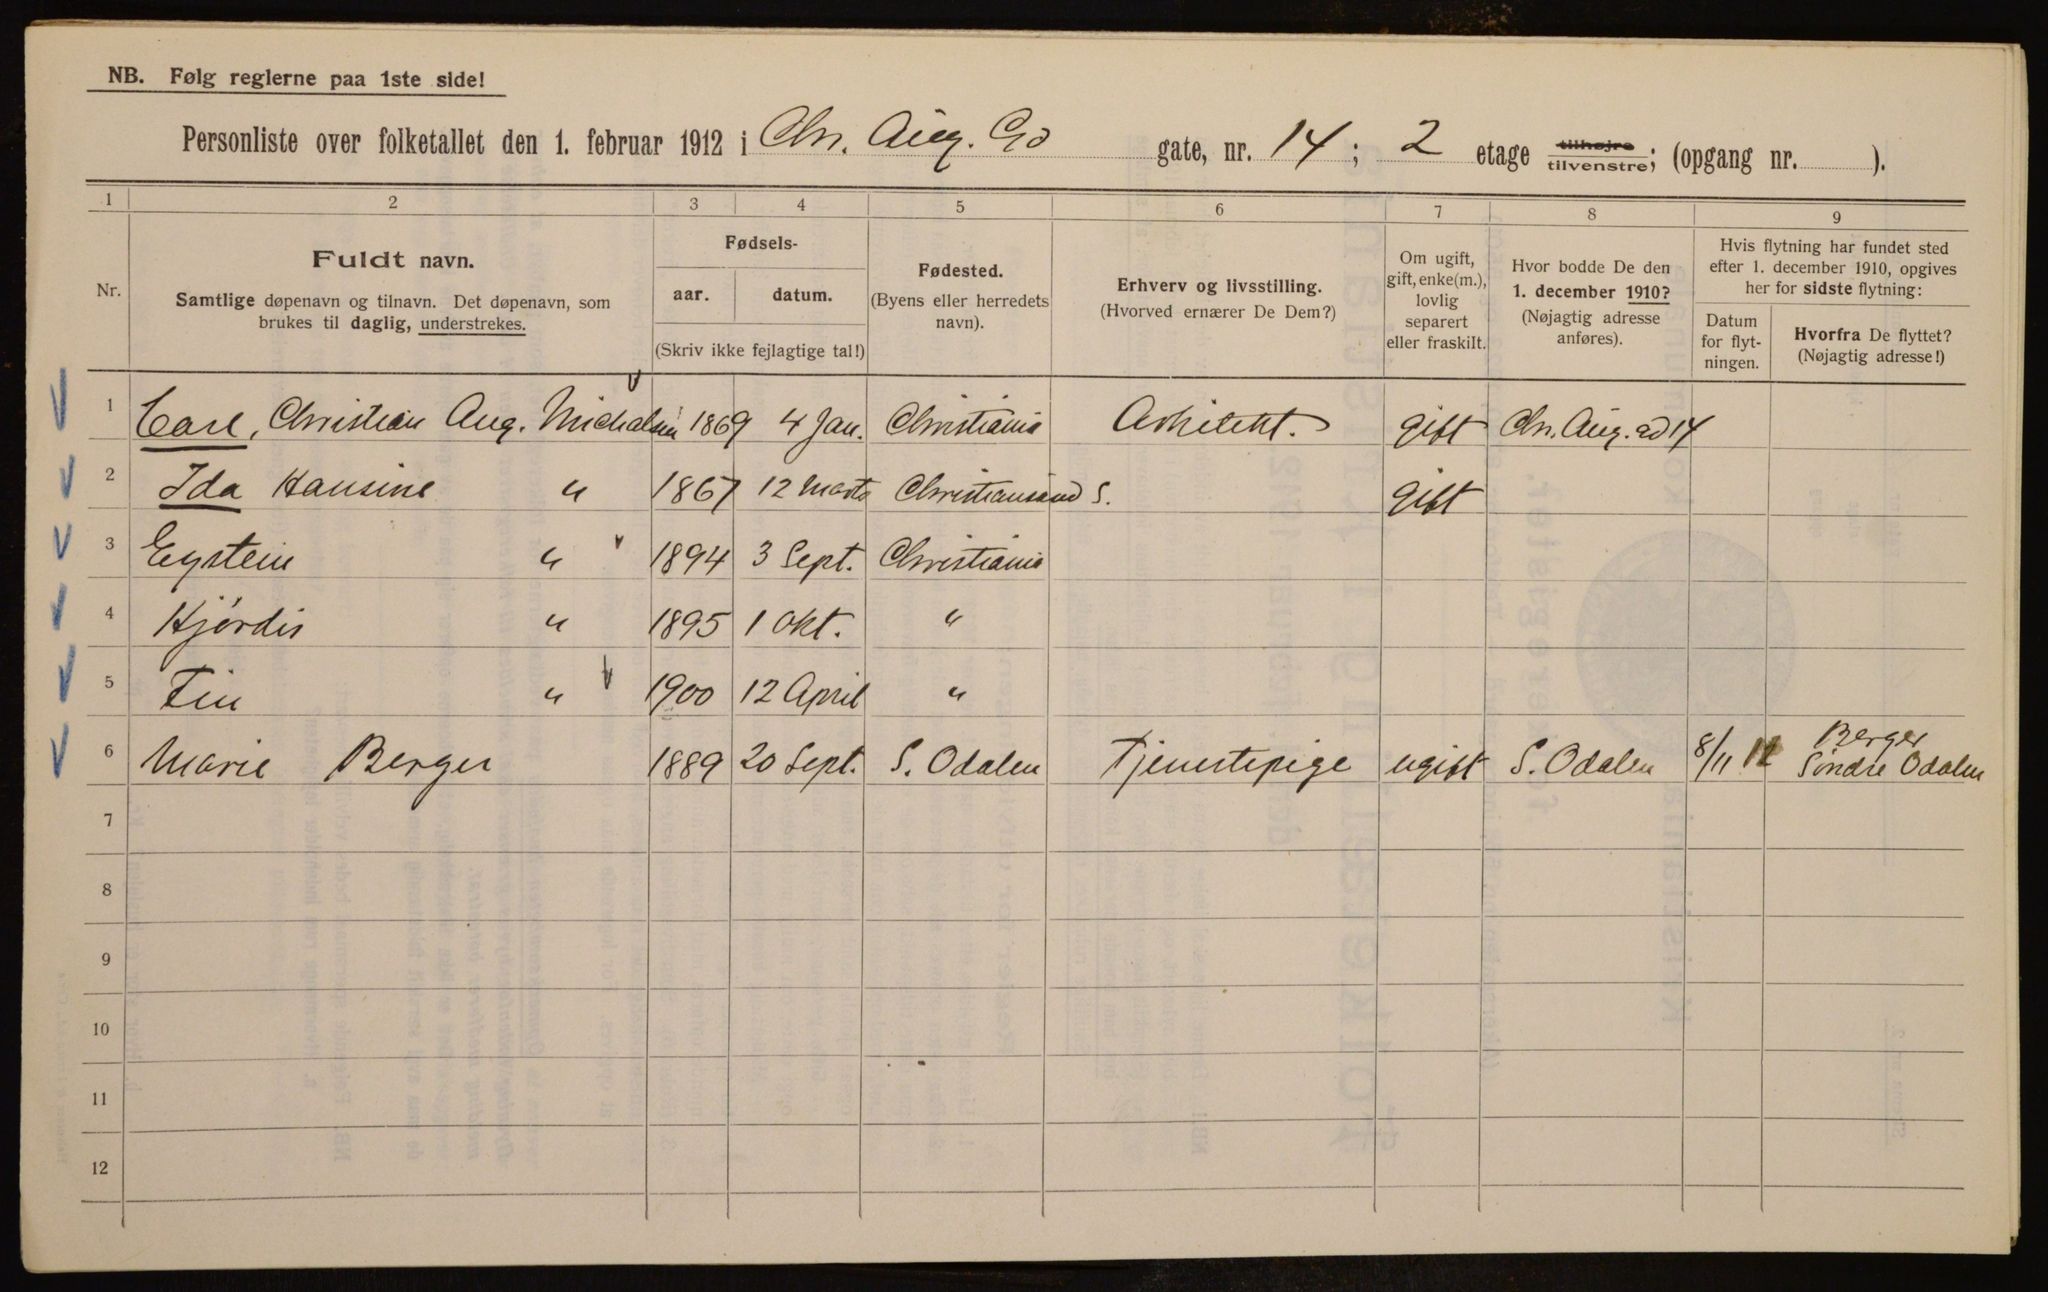 NB. Følg reglerne paa 1ste side!
Personliste over folketallet den 1. februar 1912 i Chr. Aug. Gd gate, nr. 14; 2 etage tilhøjre tilvenstre; (opgang nr. ).
1 2 3 4 5 6 7 8 9
Nr.
Fuldt navn.
Samtlige døpenavn og tilnavn. Det døpenavn, som
brukes til daglig, understrekes.
Fødsels-
aar. datum.
(Skriv ikke fejlagtige tal!)
Fødested.
(Byens eller herredets
navn).
Erhverv og livsstilling.
(Hvorved ernærer De Dem?)
Om ugift,
gift, enke(m.),
lovlig
separert
eller fraskilt.
Hvor bodde De den
1. december 1910?
(Nøjagtig adresse
anføres).
Hvis flytning har fundet sted
efter 1. december 1910, opgives
her for sidste flytning:
Datum
for flyt-
ningen.
Hvorfra De flyttet?
(Nøjagtig adresse!)
1 Carl, Christian Aug. Michalsen 1869 4 Jan. Christiania Arkitekt. gift Chr. Aug. gd 14
2 Ida Hansine " 1867 12 Marts Christiansand S. gift
3 Eystein " 1894 3 Sept. Christiania
4 Hjørdis " 1895 1 Okt. "
5 Fin " 1900 12 April "
6 Marie Berger 1889 20 Sept. S. Odalen Tjenestepige ugift S. Odalen 8/11 Berger
Søndre Odalen
7
8
9
10
11
12